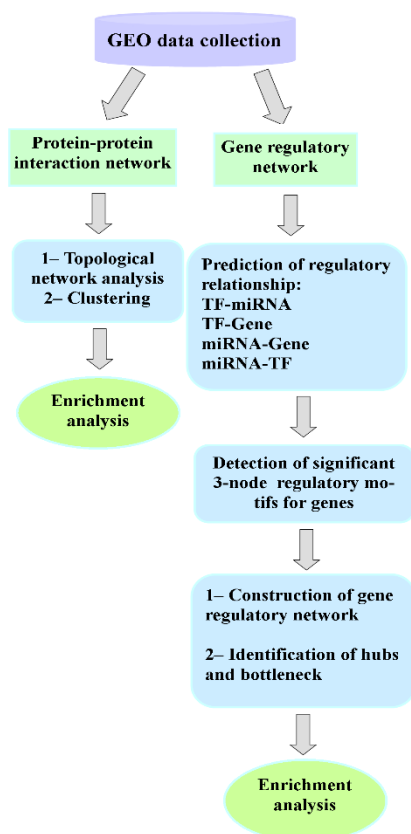 GEO data collection
Protein-protein
interaction network
Gene regulatory
network
1– Topological
network analysis
2– Clustering
Enrichment
analysis
Prediction of regulatory
relationship:
TF-miRNA
TF-Gene
miRNA-Gene
miRNA-TF
Detection of significant
3-node regulatory mo-
tifs for genes
1– Construction of gene
regulatory network
2– Identification of hubs
and bottleneck
Enrichment
analysis